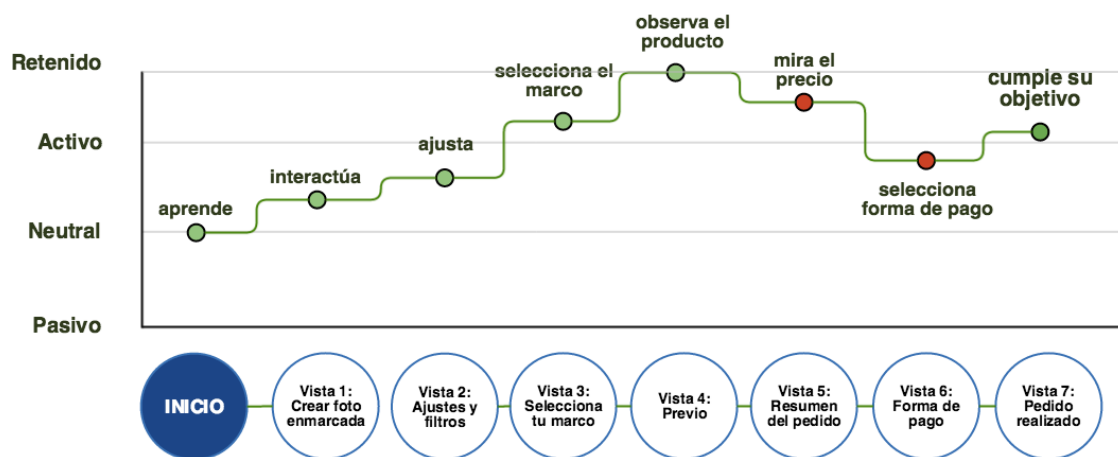 observa el
producto
Retenido
selecciona el
marco
mira el
precio
cumple su
objetivo
Activo
ajusta
interactúa
selecciona
forma de pago
aprende
Neutral
Pasivo
INICIO
Vista 1:
Crear foto
enmarcada
Vista 2:
Ajustes y
filtros
Vista 3:
Selecciona
tu marco
Vista 4:
Previo
Vista 5:
Resumen
del pedido
Vista 6:
Forma de
pago
Vista 7:
Pedido
realizado